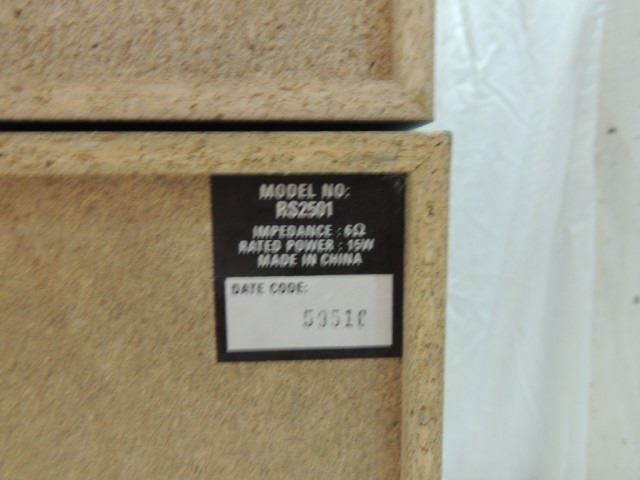 MODEL NO:
RS2501
IMPEDANCE : 6Ω
RATED POWER : 15W
MADE IN CHINA
DATE CODE: